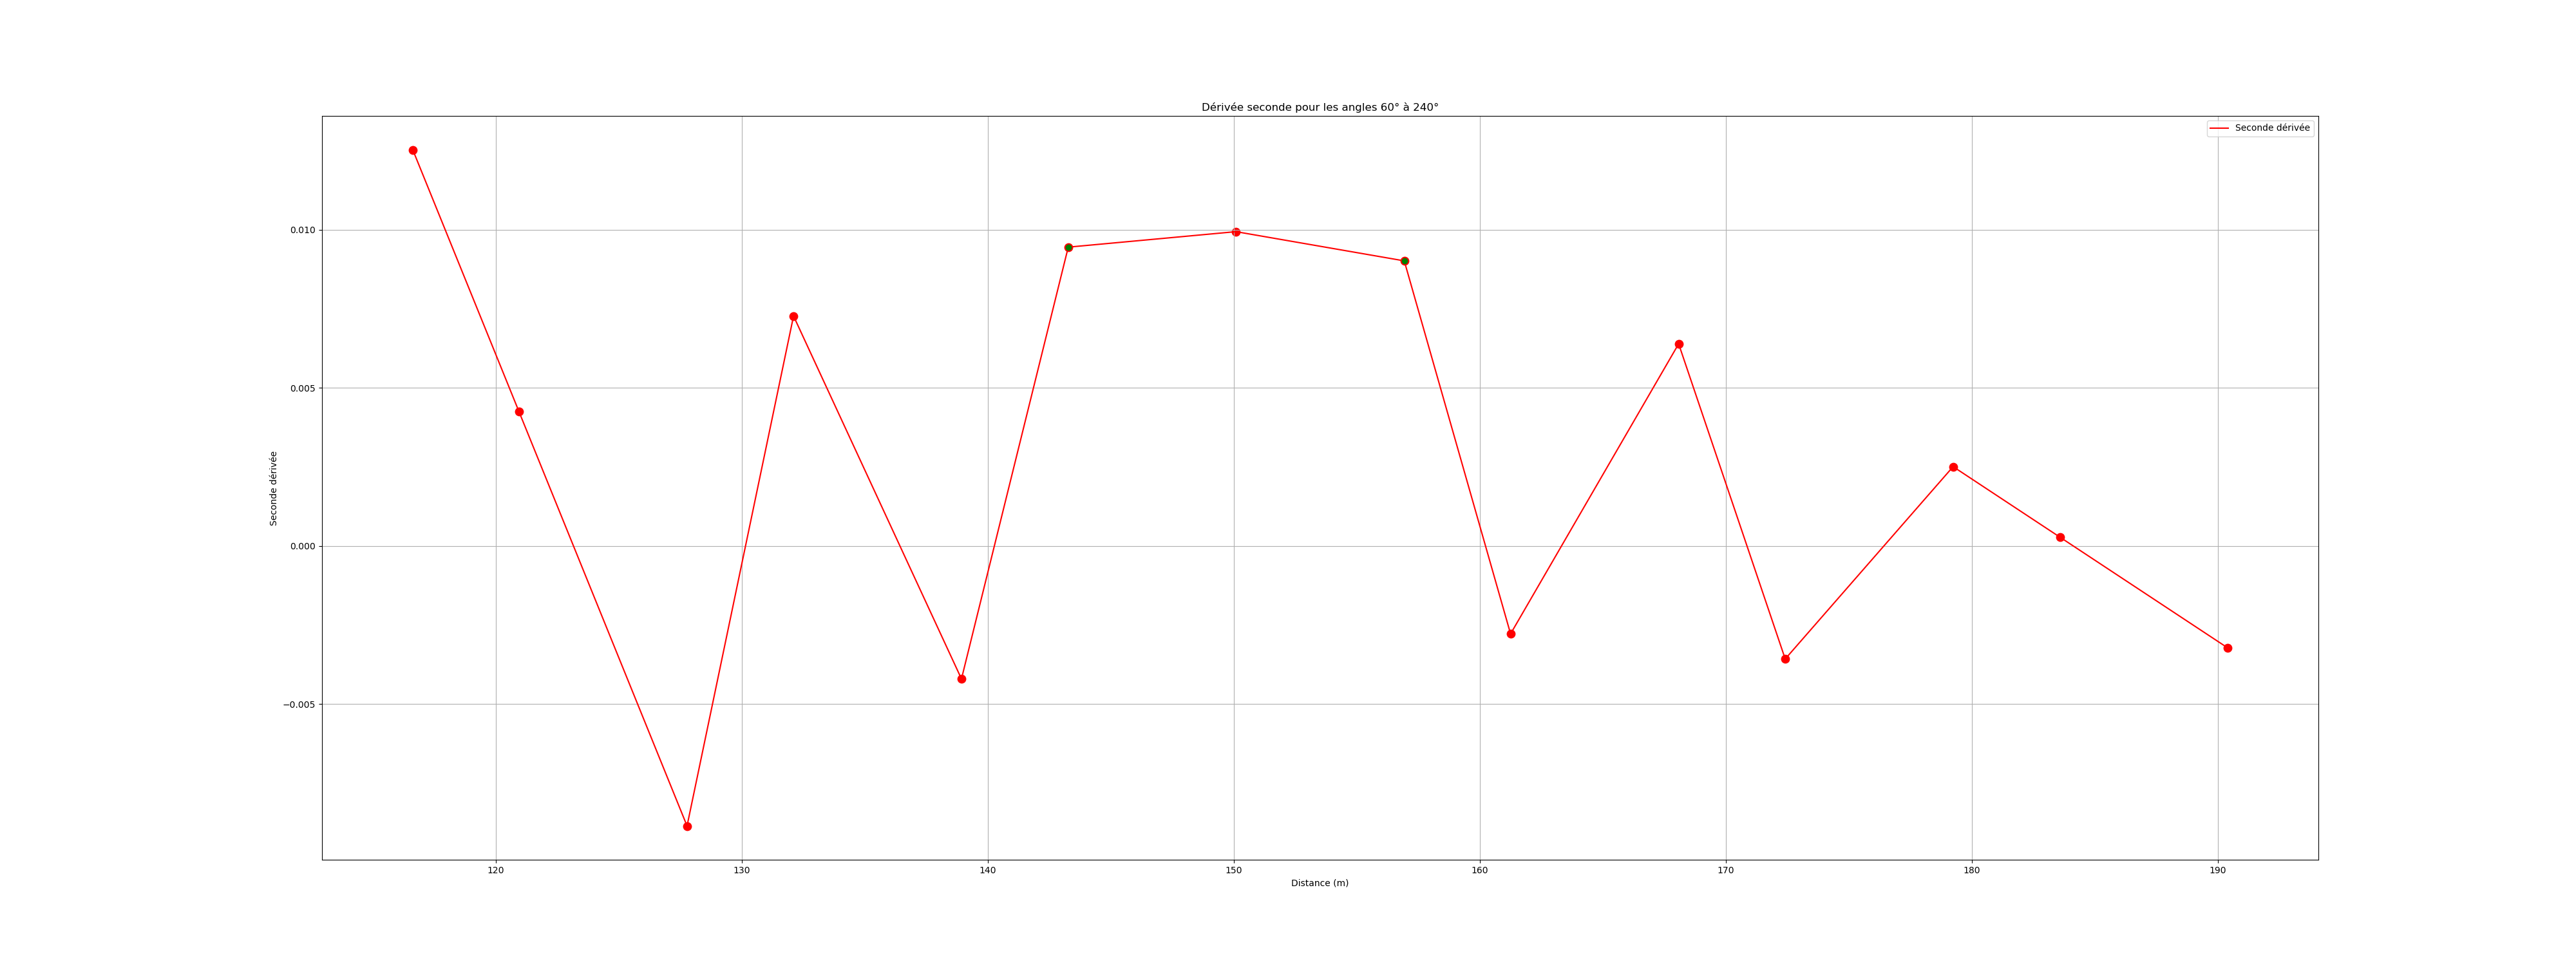 Dérivée seconde pour les angles 60° à 240°
Seconde dérivée
0.010
0.005
0.000
−0.005
Seconde dérivée
120 130 140 150 160 170 180 190
Distance (m)